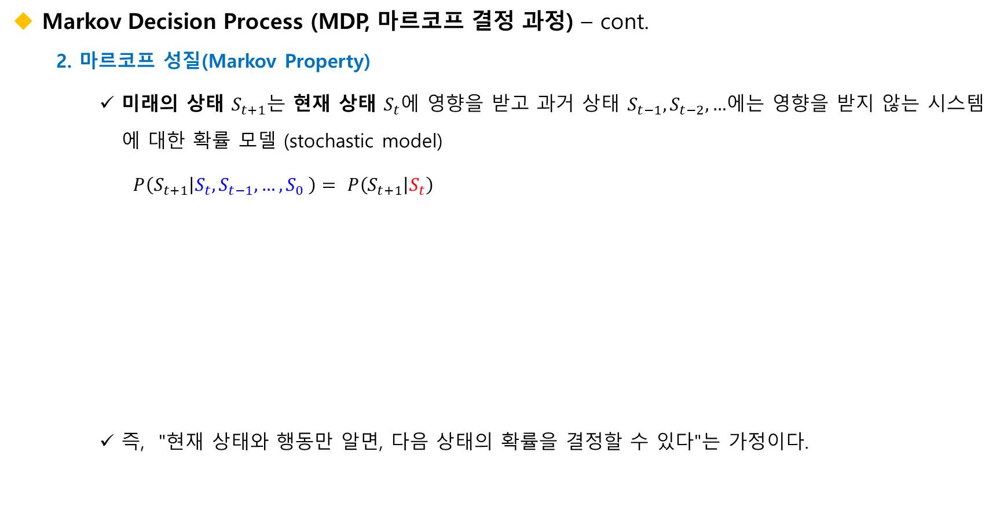 ◆ Markov Decision Process (MDP, 마르코프 결정 과정) – cont.
2. 마르코프 성질(Markov Property)
✓ 미래의 상태 S_{t+1}는 현재 상태 S_t에 영향을 받고 과거 상태 S_{t−1}, S_{t−2}, …에는 영향을 받지 않는 시스템
에 대한 확률 모델 (stochastic model)
P(S_{t+1}|S_t, S_{t−1}, … , S_0 ) = P(S_{t+1}|S_t)
✓ 즉, "현재 상태와 행동만 알면, 다음 상태의 확률을 결정할 수 있다"는 가정이다.